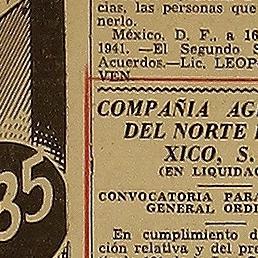 cias, las personas que
nerlo.
México, D. F., a 16
1941. —El Segundo S
Acuerdos.—Lic. LEOP
VEN
COMPAÑIA AG
DEL NORTE
XICO, S.
(EN LIQUIDAC
CONVOCATORIA PARA
GENERAL ORDI
En cumplimiento d
ción relativa y del pre
85